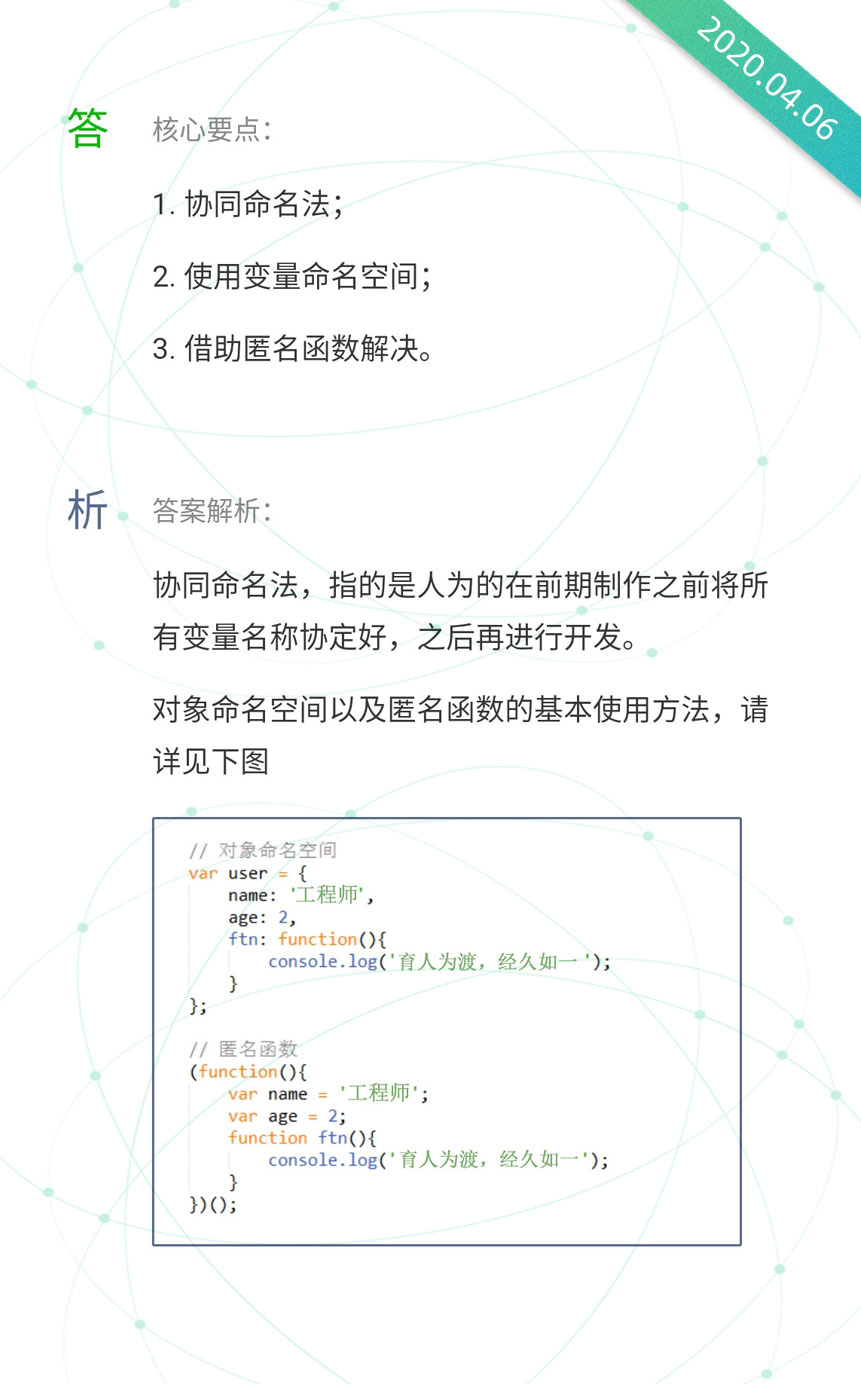 2020.04.06
答
核心要点：
1. 协同命名法；
2. 使用变量命名空间；
3. 借助匿名函数解决。
析
答案解析：
协同命名法，指的是人为的在前期制作之前将所
有变量名称协定好，之后再进行开发。
对象命名空间以及匿名函数的基本使用方法，请
详见下图
// 对象命名空间
var user = {
    name: '工程师',
    age: 2,
    ftn: function(){
        console.log('育人为渡，经久如一 ');
    }
};
// 匿名函数
(function(){
    var name = '工程师';
    var age = 2;
    function ftn(){
        console.log('育人为渡，经久如一');
    }
})();